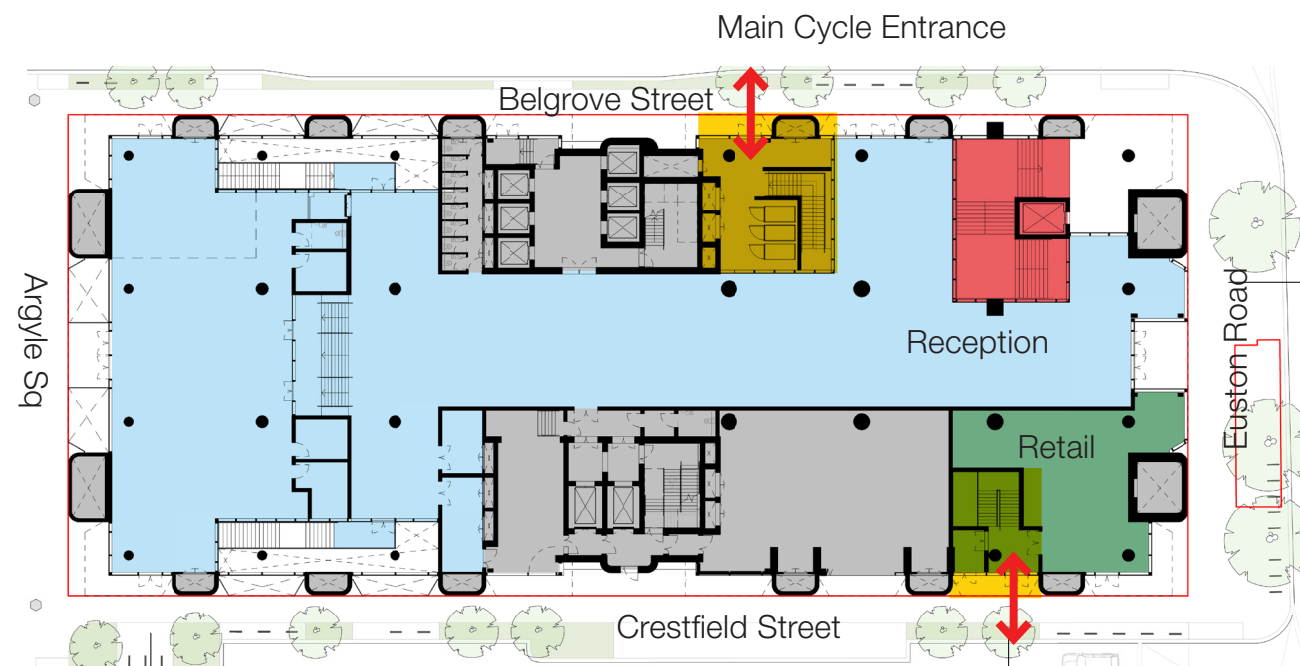 Main Cycle Entrance
Belgrove Street
Argyle Sq
Reception
Euston Road
Retail
Crestfield Street